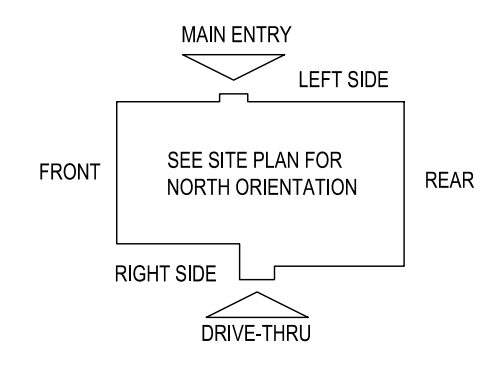 MAIN ENTRY
LEFT SIDE
FRONT
SEE SITE PLAN FOR
NORTH ORIENTATION
REAR
RIGHT SIDE
DRIVE-THRU